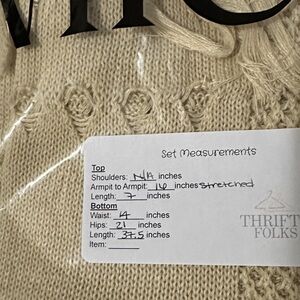 Set Measurements
Top
Shoulders: N/A inches
Armpit to Armpit: 16 inches stretched
Length: 7 inches
Bottom
Waist: 14 inches
Hips: 21 inches
Length: 37.5 inches
Item:
THRIFT
FOLKS